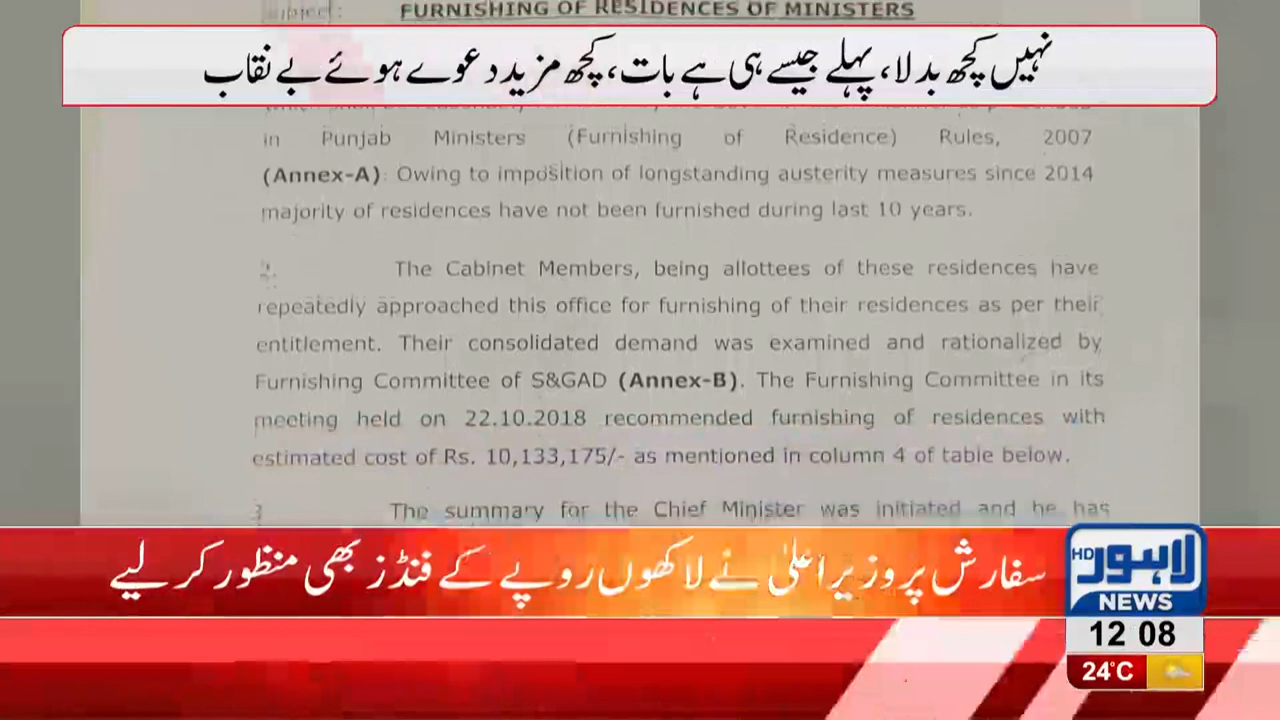 subject: FURNISHING OF RESIDENCES OF MINISTERS
نہیں کچھ بدلا، پہلے جیسے ہی ہے بات، کچھ مزید دعوے ہوئے بے نقاب
in Punjab Ministers (Furnishing of Residence) Rules, 2007
(Annex-A). Owing to imposition of longstanding austerity measures since 2014
majority of residences have not been furnished during last 10 years.
2. The Cabinet Members, being allottees of these residences have
repeatedly approached this office for furnishing of their residences as per their
entitlement. Their consolidated demand was examined and rationalized by
Furnishing Committee of S&GAD (Annex-B). The Furnishing Committee in its
meeting held on 22.10.2018 recommended furnishing of residences with
estimated cost of Rs. 10,133,175/- as mentioned in column 4 of table below.
3 The summary for the Chief Minister was initiated and he has
سفارش پر وزیراعلیٰ نے لاکھوں روپے کے فنڈز بھی منظور کر لیے
لاہور HD
NEWS
12 08
24°C